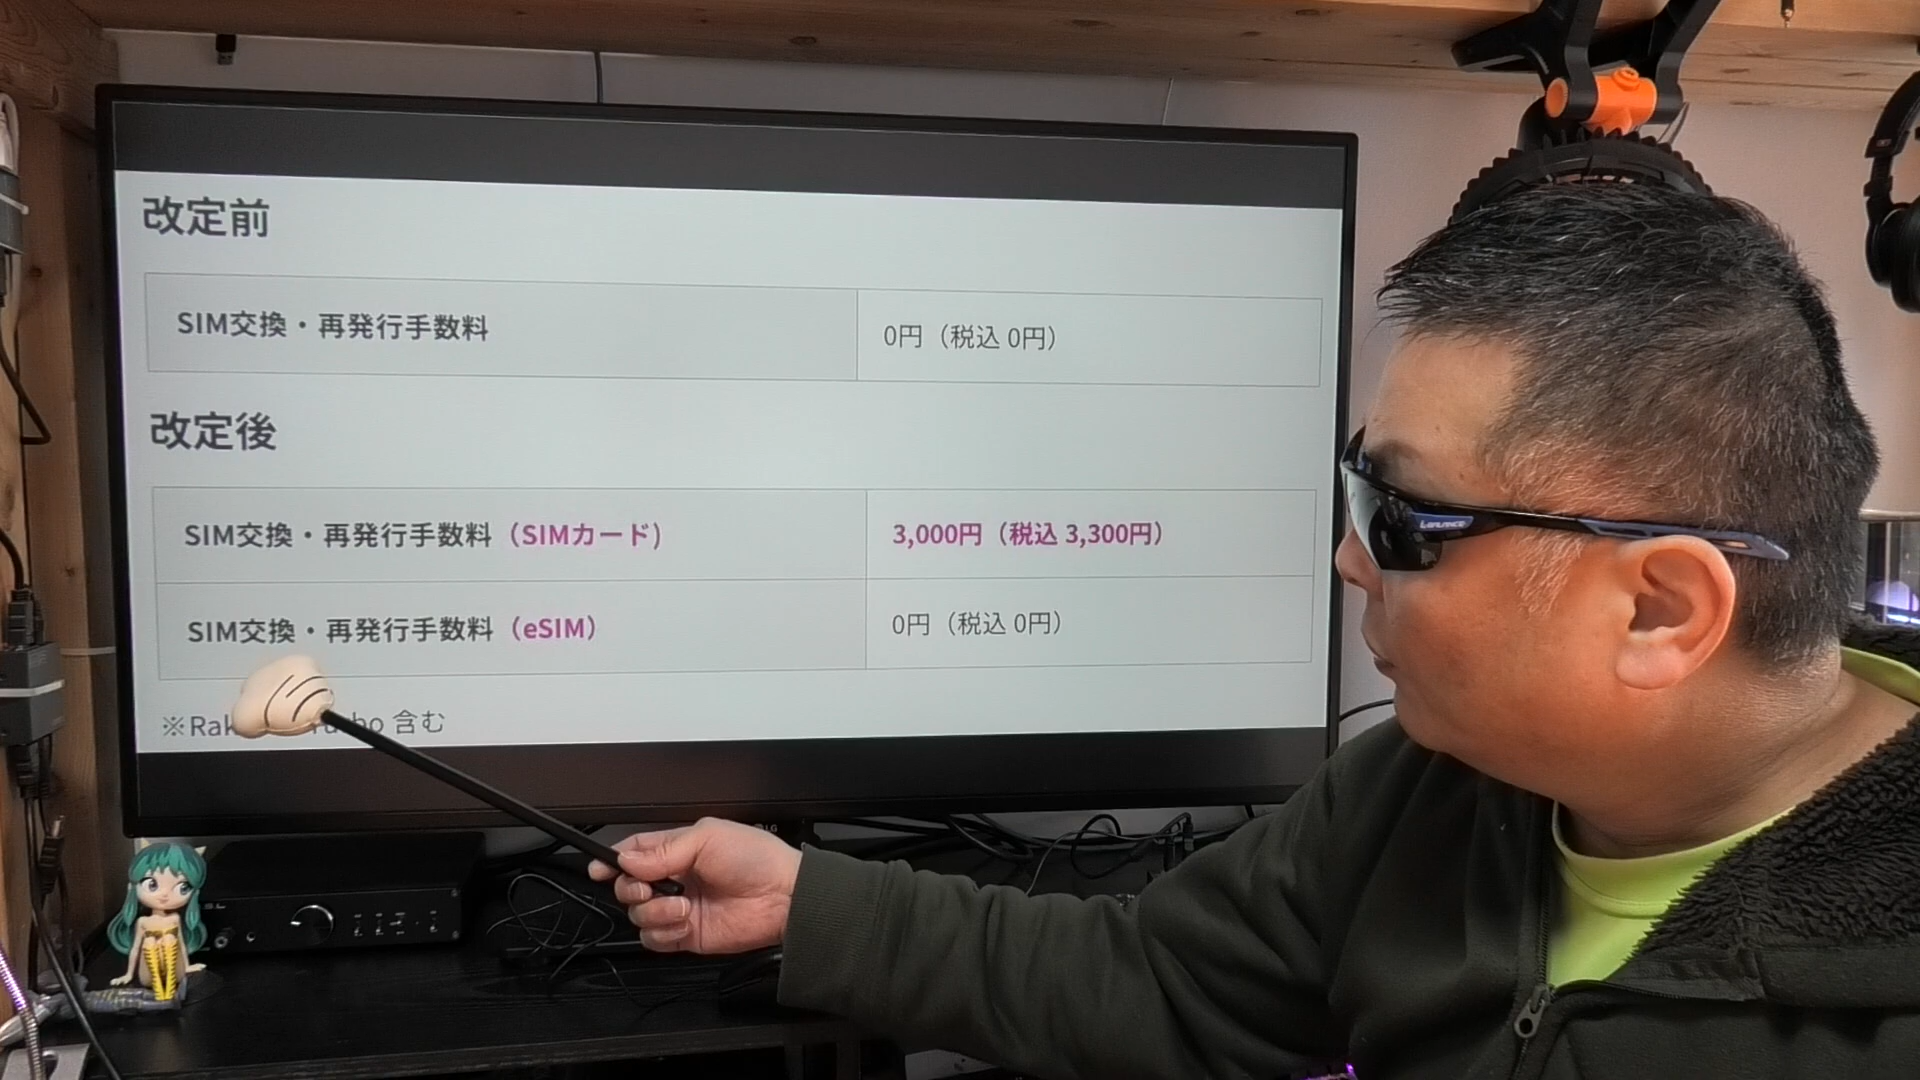 改定前
SIM交換・再発行手数料
0円（税込 0円）
改定後
SIM交換・再発行手数料（SIMカード）
3,000円（税込 3,300円）
SIM交換・再発行手数料（eSIM）
0円（税込 0円）
※ 含む
LG